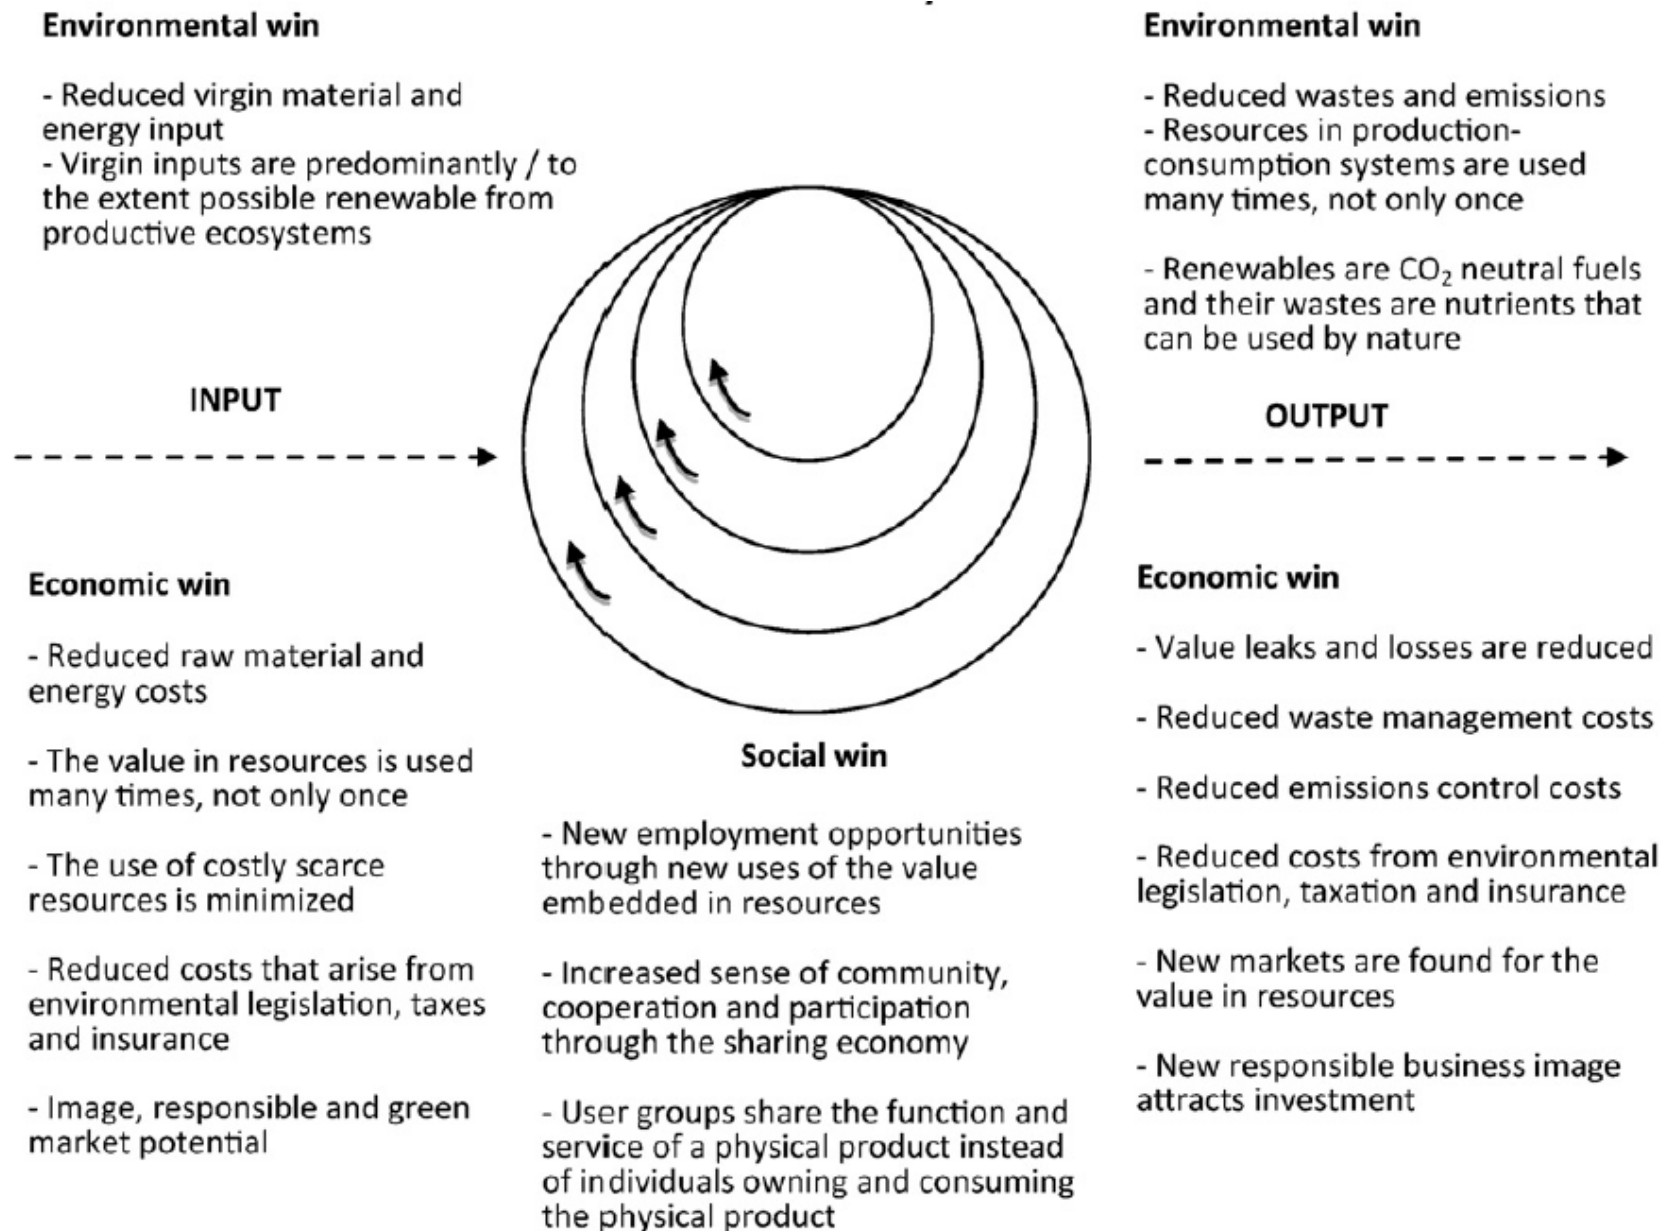 Environmental win
- Reduced virgin material and
energy input
- Virgin inputs are predominantly / to
the extent possible renewable from
productive ecosystems
INPUT
Economic win
- Reduced raw material and
energy costs
- The value in resources is used
many times, not only once
- The use of costly scarce
resources is minimized
- Reduced costs that arise from
environmental legislation, taxes
and insurance
- Image, responsible and green
market potential
Social win
- New employment opportunities
through new uses of the value
embedded in resources
- Increased sense of community,
cooperation and participation
through the sharing economy
- User groups share the function and
service of a physical product instead
of individuals owning and consuming
the physical product
Environmental win
- Reduced wastes and emissions
- Resources in production-
consumption systems are used
many times, not only once
- Renewables are CO₂ neutral fuels
and their wastes are nutrients that
can be used by nature
OUTPUT
Economic win
- Value leaks and losses are reduced
- Reduced waste management costs
- Reduced emissions control costs
- Reduced costs from environmental
legislation, taxation and insurance
- New markets are found for the
value in resources
- New responsible business image
attracts investment